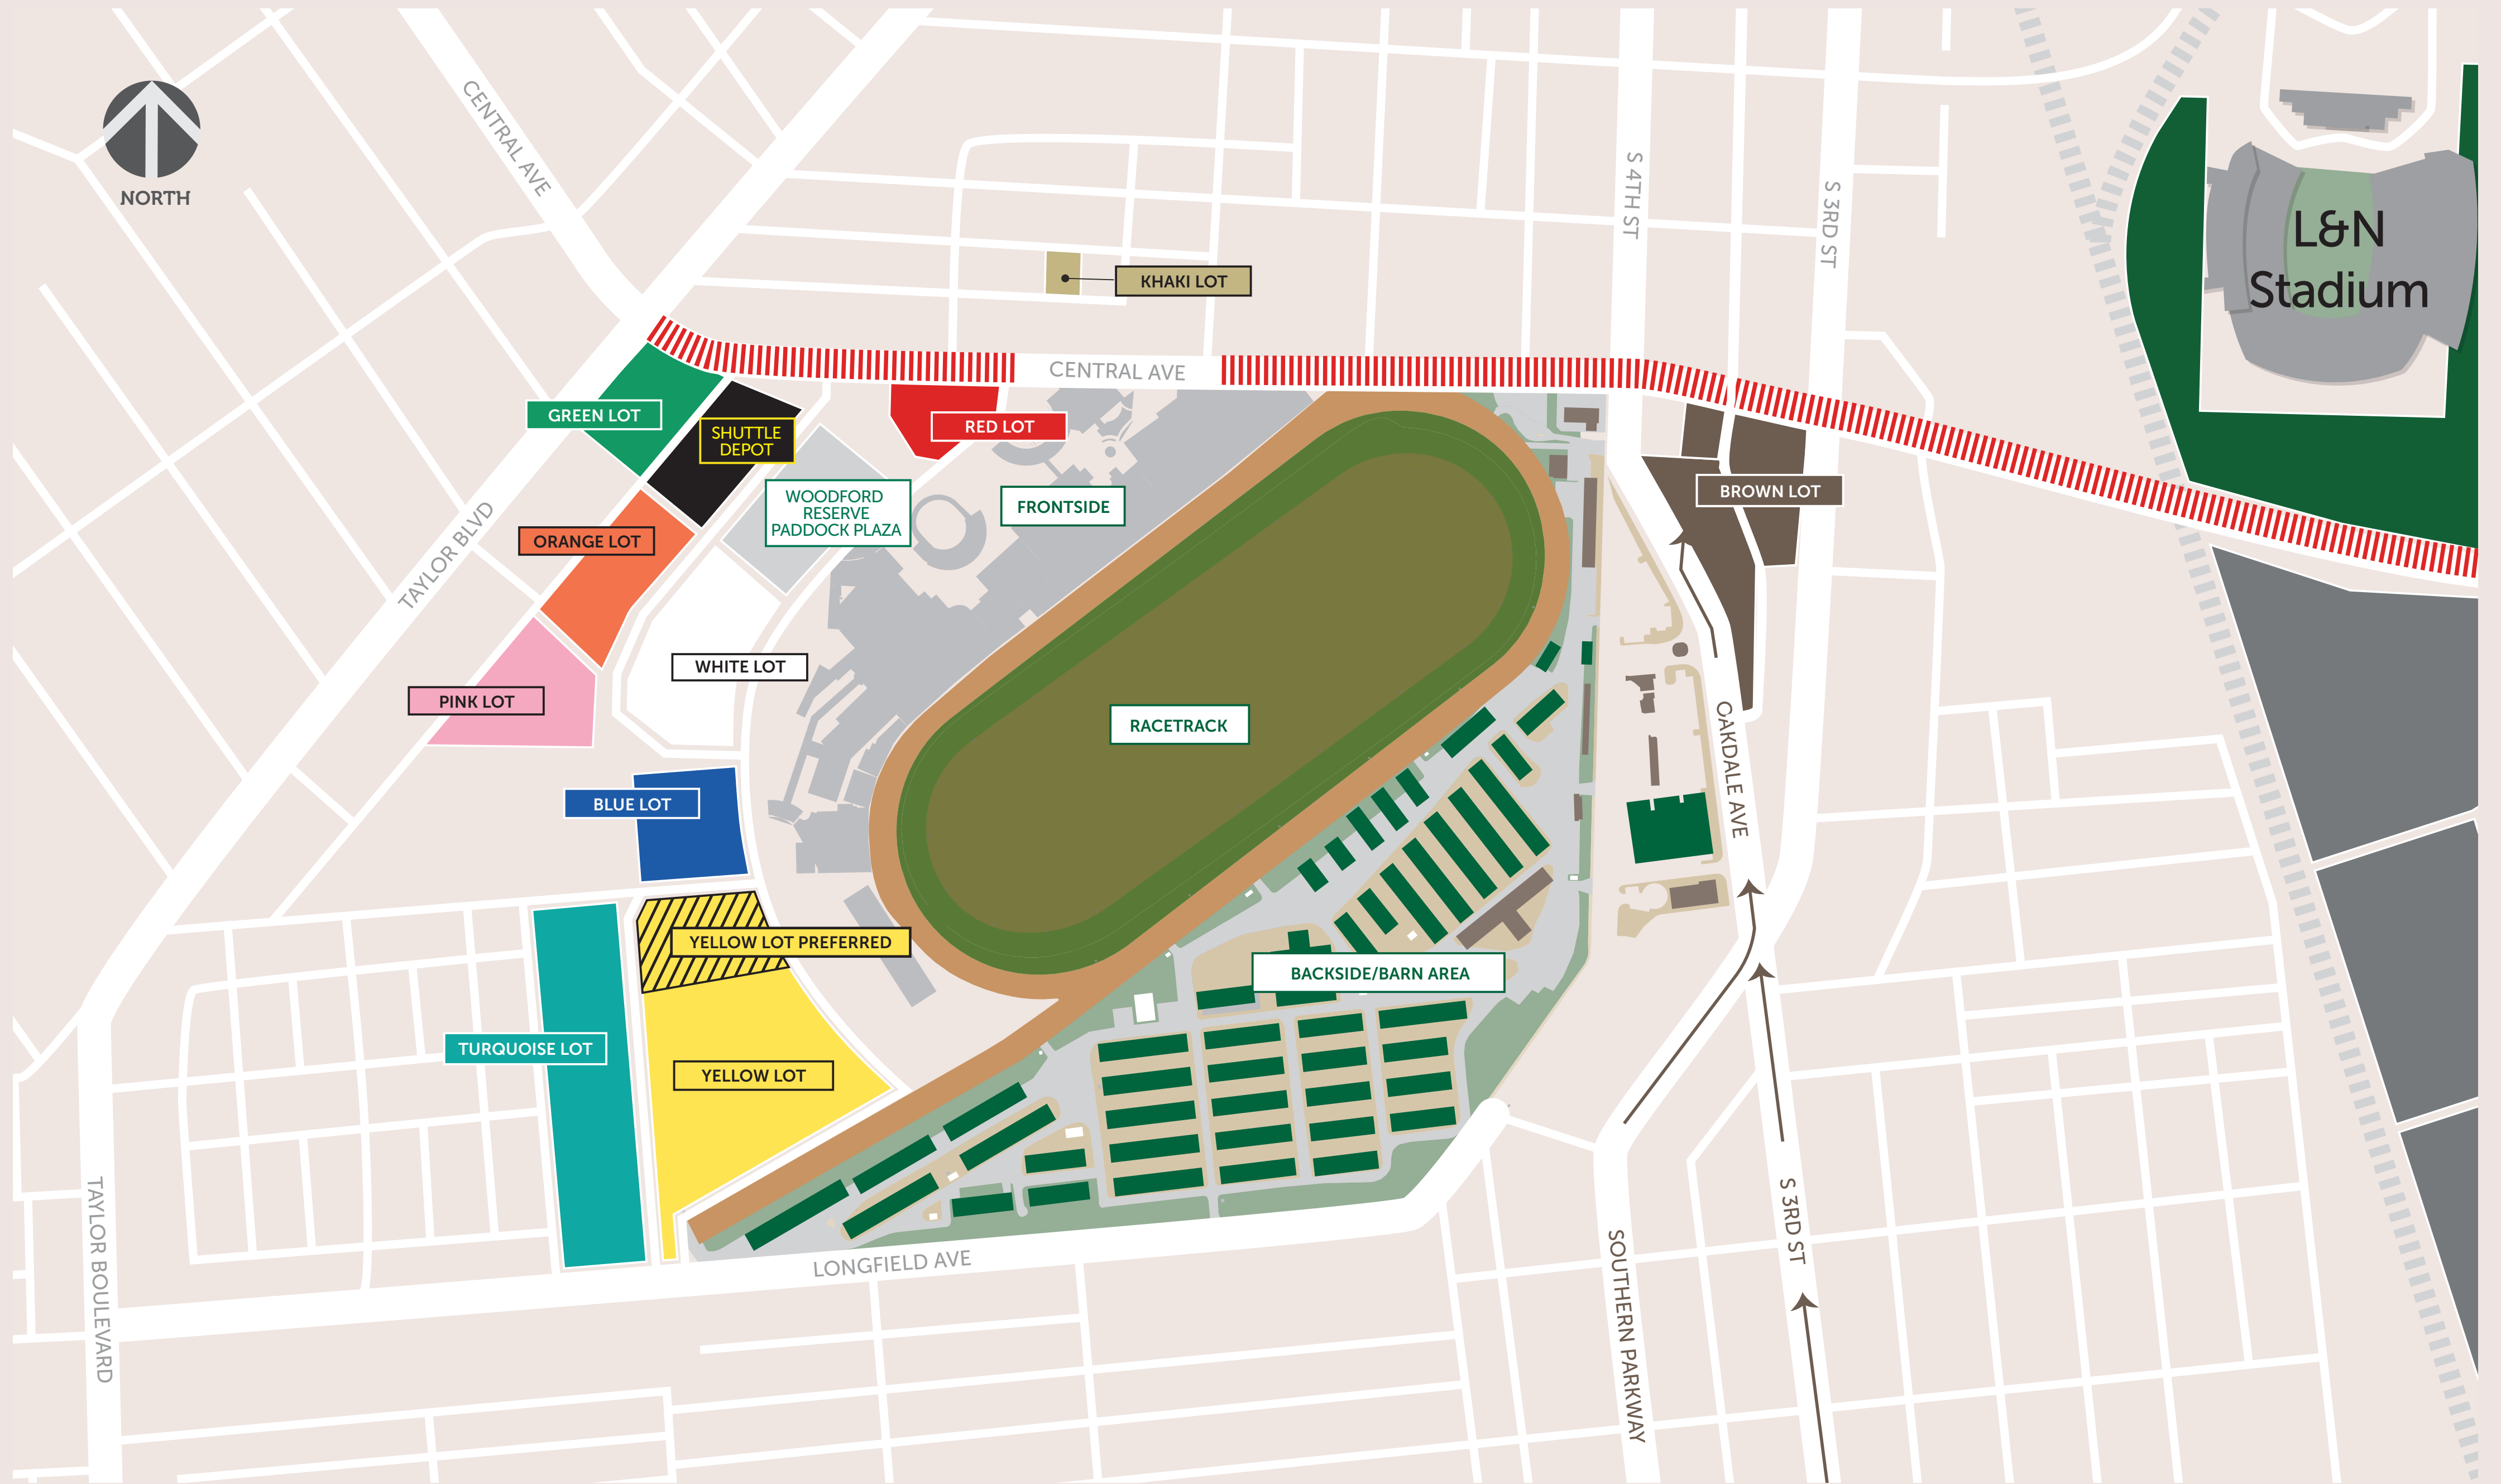 NORTH
CENTRAL AVE
S 4TH ST
S 3RD ST
L&N
Stadium
KHAKI LOT
CENTRAL AVE
GREEN LOT
SHUTTLE
DEPOT
RED LOT
WOODFORD
RESERVE
PADDOCK PLAZA
FRONTSIDE
BROWN LOT
TAYLOR BLVD
ORANGE LOT
WHITE LOT
PINK LOT
RACETRACK
OAKDALE AVE
BLUE LOT
YELLOW LOT PREFERRED
BACKSIDE/BARN AREA
TURQUOISE LOT
YELLOW LOT
TAYLOR BOULEVARD
LONGFIELD AVE
SOUTHERN PARKWAY
S 3RD ST